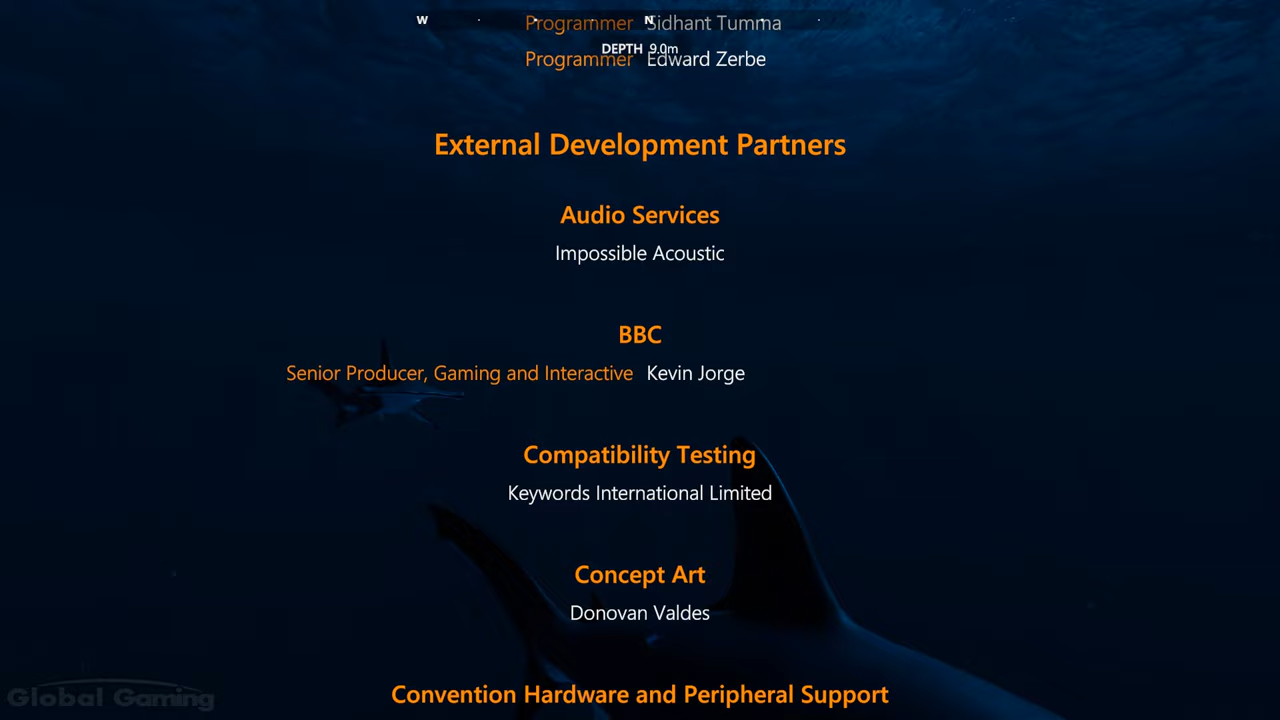 W N
Programmer Sidhant Tumma
DEPTH 9.0m
Programmer Edward Zerbe
External Development Partners
Audio Services
Impossible Acoustic
BBC
Senior Producer, Gaming and Interactive Kevin Jorge
Compatibility Testing
Keywords International Limited
Concept Art
Donovan Valdes
Convention Hardware and Peripheral Support
Global Gaming